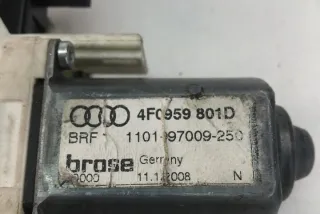 4F0959 801D
BRF 1101 97009-250
brose Germany
11.1.2008 N